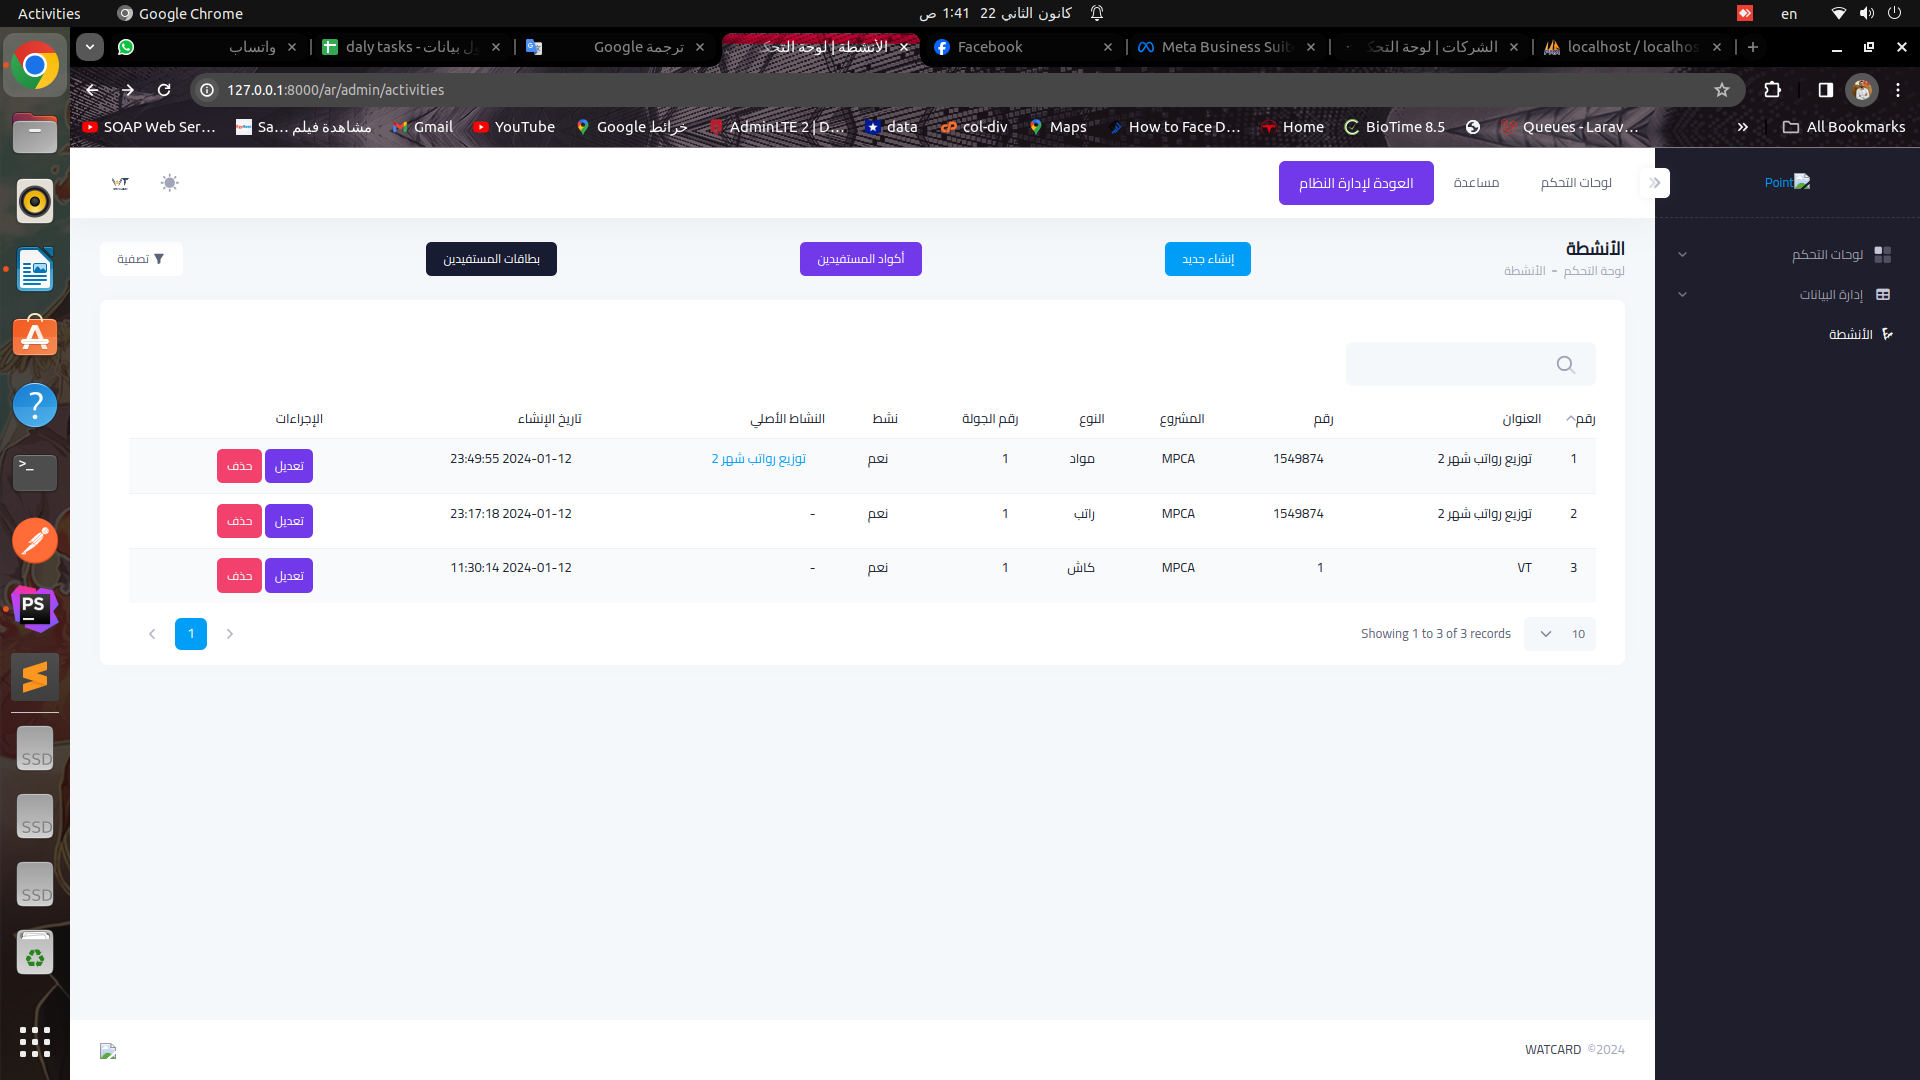 Activities
Google Chrome
كانون الثاني 22 1:41 ص
en
واتساب
daly tasks - ول بيانات
ترجمة Google
الأنشطة | لوحة التحك
Facebook
Meta Business Suite
الشركات | لوحة التحك
localhost / localhos
127.0.0.1:8000/ar/admin/activities
SOAP Web Ser...
Sa... مشاهدة فيلم
Gmail
YouTube
خرائط Google
AdminLTE 2 | D...
data
col-div
Maps
How to Face D...
Home
BioTime 8.5
Queues - Larav...
All Bookmarks
Point
لوحات التحكم
مساعدة
العودة لإدارة النظام
WT
لوحات التحكم
إدارة البيانات
الأنشطة
الأنشطة
لوحة التحكم - الأنشطة
إنشاء جديد
أكواد المستفيدين
بطاقات المستفيدين
تصفية
رقم العنوان رقم المشروع النوع رقم الجولة نشط النشاط الأصلي تاريخ الإنشاء الإجراءات
1 توزيع رواتب شهر 2 1549874 MPCA مواد 1 نعم توزيع رواتب شهر 2 2024-01-12 23:49:55 تعديل حذف
2 توزيع رواتب شهر 2 1549874 MPCA راتب 1 نعم - 2024-01-12 23:17:18 تعديل حذف
3 VT 1 MPCA كاش 1 نعم - 2024-01-12 11:30:14 تعديل حذف
10
Showing 1 to 3 of 3 records
1
2024© WATCARD
PS
SSD
SSD
SSD